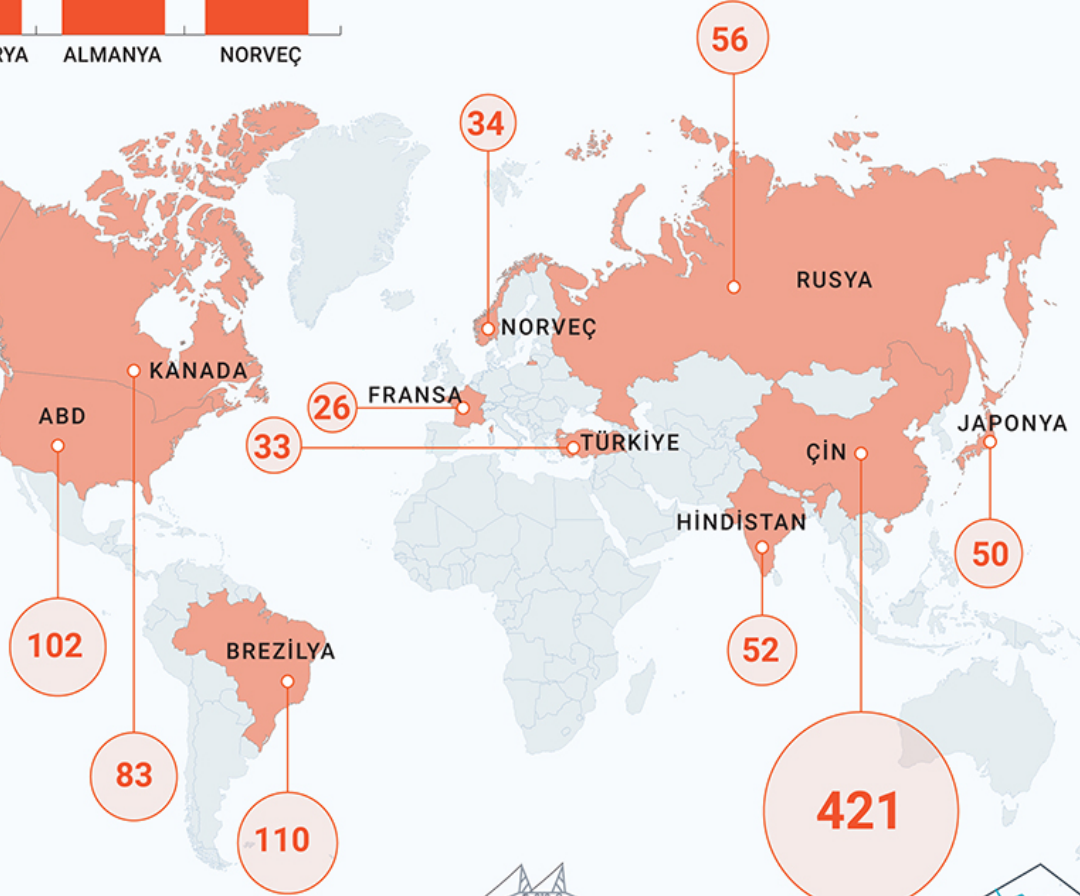 RYA ALMANYA NORVEÇ
56
34
RUSYA
NORVEÇ
KANADA
FRANSA
26
ABD
33
TÜRKİYE
JAPONYA
ÇİN
HİNDİSTAN
50
102
BREZİLYA
52
83
421
110